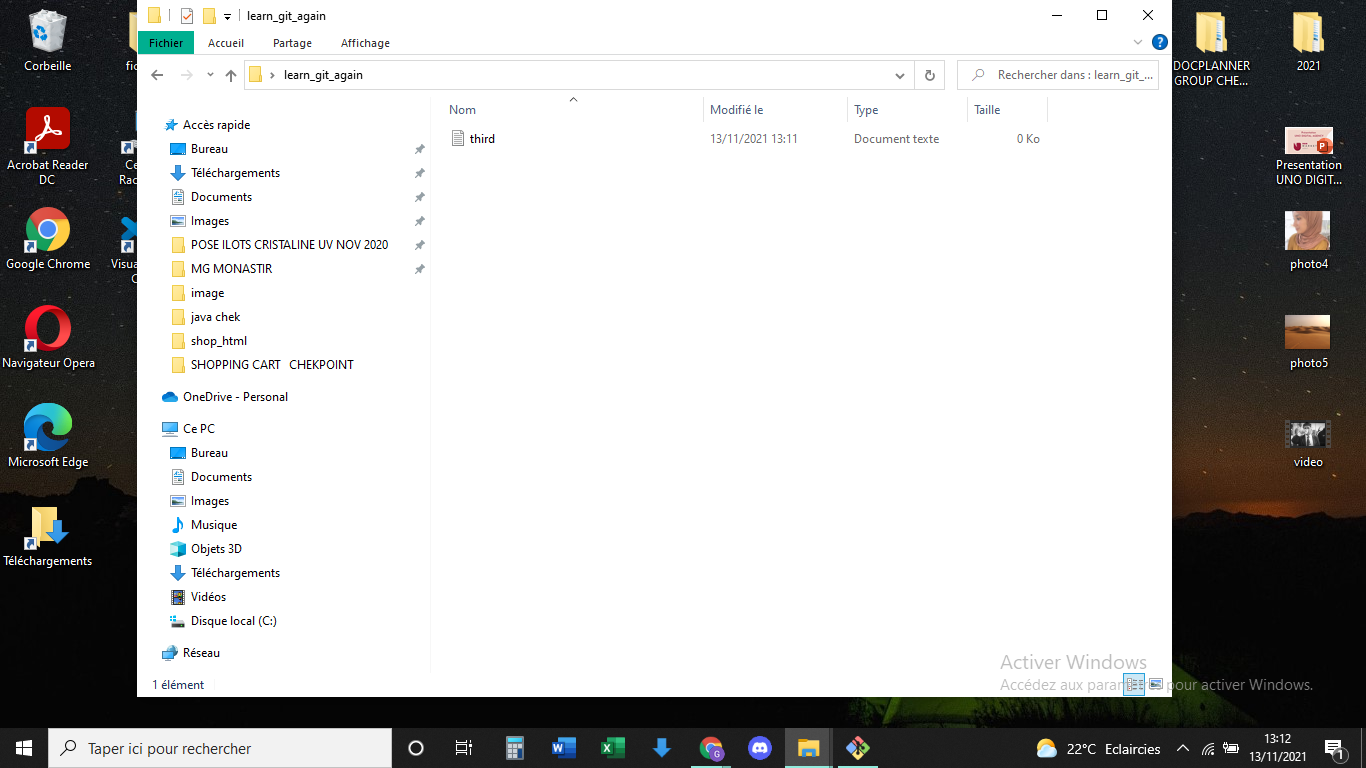 learn_git_again
Fichier Accueil Partage Affichage
learn_git_again
Rechercher dans : learn_git_...
Nom Modifié le Type Taille
third 13/11/2021 13:11 Document texte 0 Ko
Accès rapide
Bureau
Téléchargements
Documents
Images
POSE ILOTS CRISTALINE UV NOV 2020
MG MONASTIR
image
java chek
shop_html
SHOPPING CART CHEKPOINT
OneDrive - Personal
Ce PC
Bureau
Documents
Images
Musique
Objets 3D
Téléchargements
Vidéos
Disque local (C:)
Réseau
1 élément
Corbeille
Acrobat Reader
DC
Google Chrome
Navigateur Opera
Microsoft Edge
Téléchargements
DOCPLANNER
GROUP CHE...
2021
Presentation
UNO DIGIT...
photo4
photo5
video
Activer Windows
Accédez aux param pour activer Windows.
Taper ici pour rechercher
22°C Eclaircies
13:12
13/11/2021
1